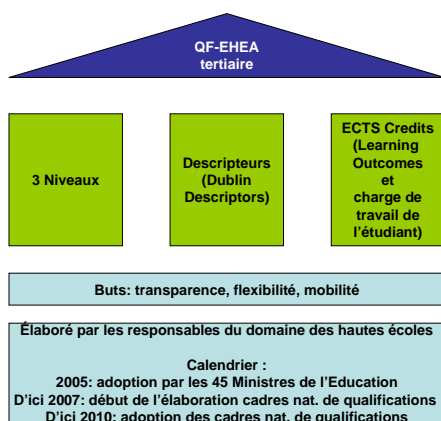 QF-EHEA
tertiaire
3 Niveaux
Descripteurs
(Dublin
Descriptors)
ECTS Credits
(Learning
Outcomes
et
charge de
travail de
l'étudiant)
Buts: transparence, flexibilité, mobilité
Élaboré par les responsables du domaine des hautes écoles
Calendrier :
2005: adoption par les 45 Ministres de l'Education
D'ici 2007: début de l'élaboration cadres nat. de qualifications
D'ici 2010: adoption des cadres nat. de qualifications